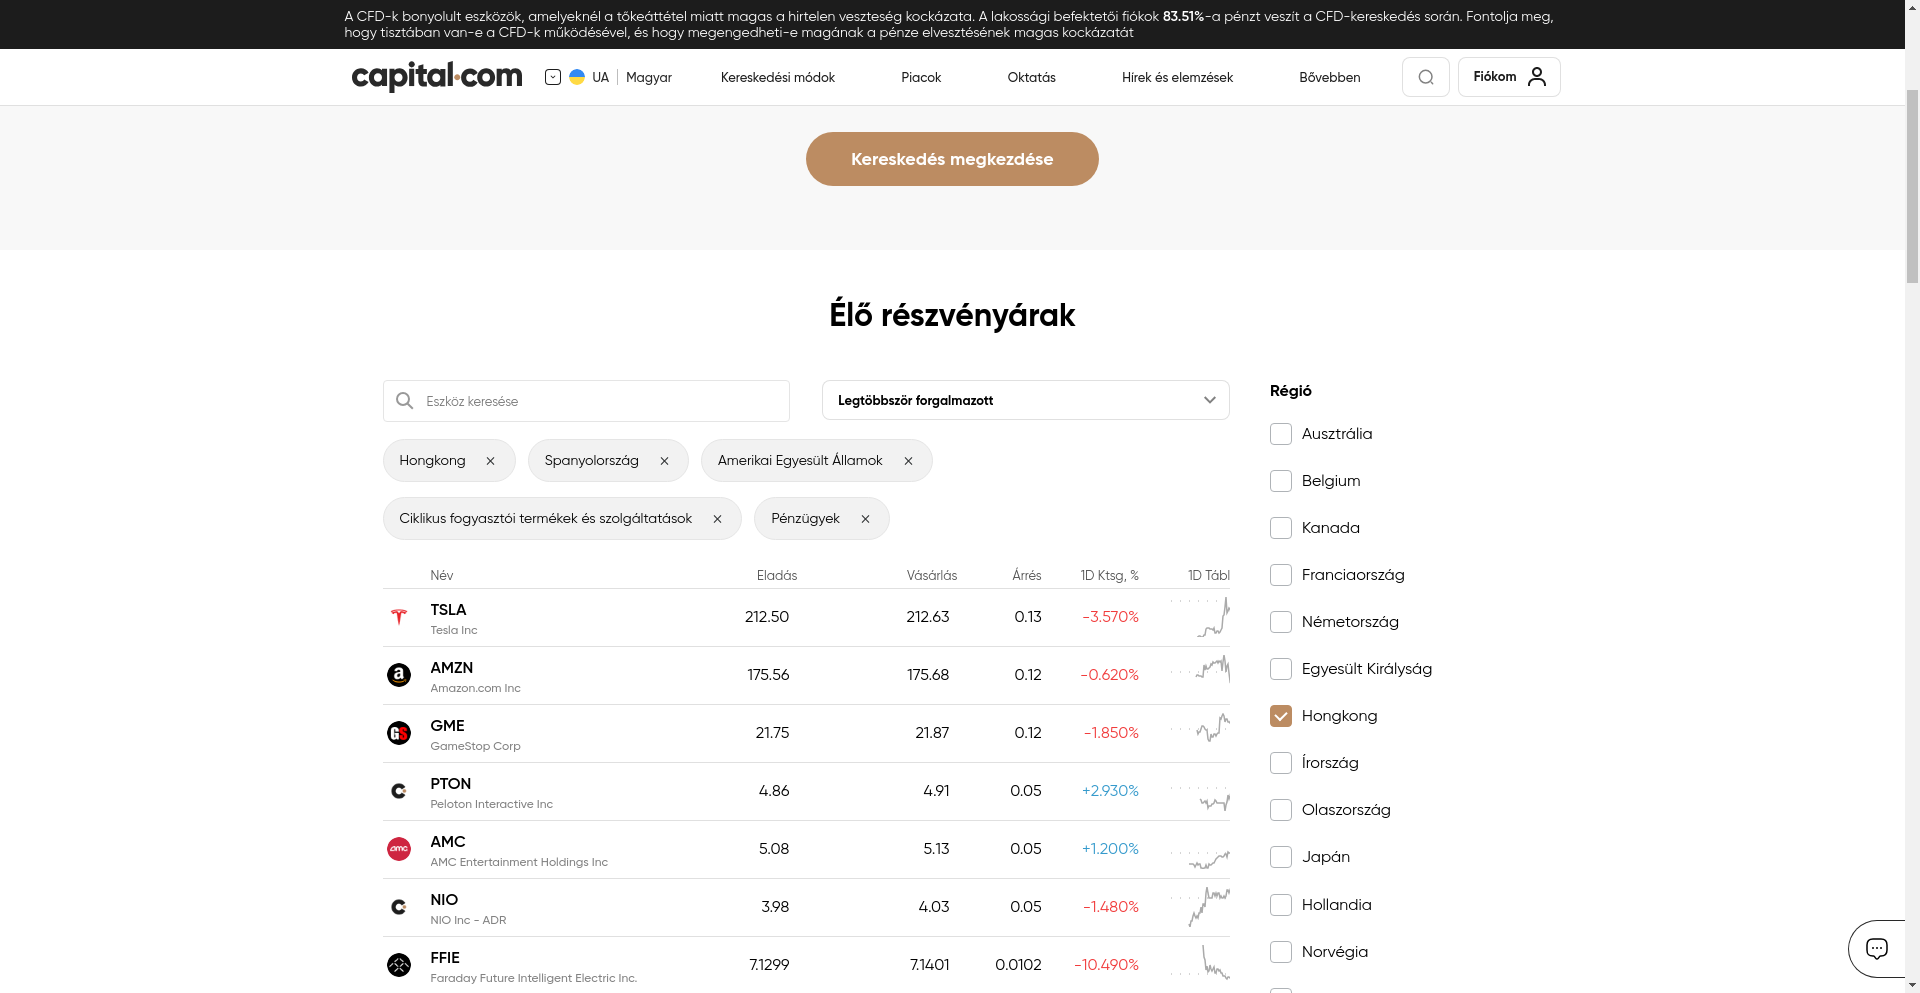 A CFD-k bonyolult eszközök, amelyeknél a tőkeáttétel miatt magas a hirtelen veszteség kockázata. A lakossági befektetői fiókok 83.51%-a pénzt veszít a CFD-kereskedés során. Fontolja meg,
hogy tisztában van-e a CFD-k működésével, és hogy megengedheti-e magának a pénze elvesztésének magas kockázatát
capital.com
UA
Magyar
Kereskedési módok
Piacok
Oktatás
Hírek és elemzések
Bővebben
Fiókom
Kereskedés megkezdése
Élő részvényárak
Eszköz keresése
Legtöbbször forgalmazott
Hongkong
Spanyolország
Amerikai Egyesült Államok
Ciklikus fogyasztói termékek és szolgáltatások
Pénzügyek
Név Eladás Vásárlás Árrés 1D Ktsg, % 1D Tábl
TSLA 212.50 212.63 0.13 -3.570%
Tesla Inc
a
AMZN 175.56 175.68 0.12 -0.620%
Amazon.com Inc
GS
GME 21.75 21.87 0.12 -1.850%
GameStop Corp
PTON 4.86 4.91 0.05 +2.930%
Peloton Interactive Inc
amc
AMC 5.08 5.13 0.05 +1.200%
AMC Entertainment Holdings Inc
NIO 3.98 4.03 0.05 -1.480%
NIO Inc - ADR
FFIE 7.1299 7.1401 0.0102 -10.490%
Faraday Future Intelligent Electric Inc.
Régió
Ausztrália
Belgium
Kanada
Franciaország
Németország
Egyesült Királyság
Hongkong
Írország
Olaszország
Japán
Hollandia
Norvégia